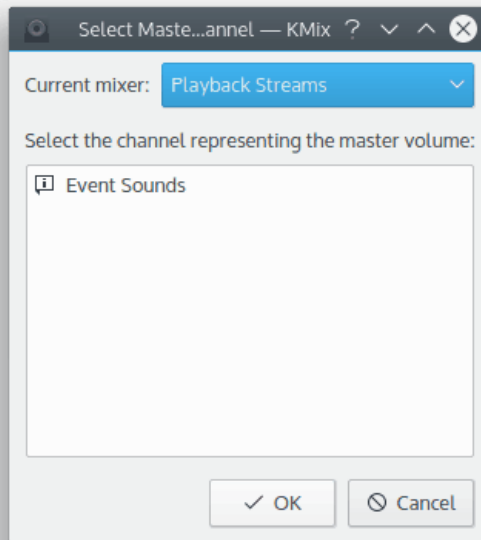 Select Maste...annel — KMix ?
Current mixer: Playback Streams
Select the channel representing the master volume:
Event Sounds
OK Cancel